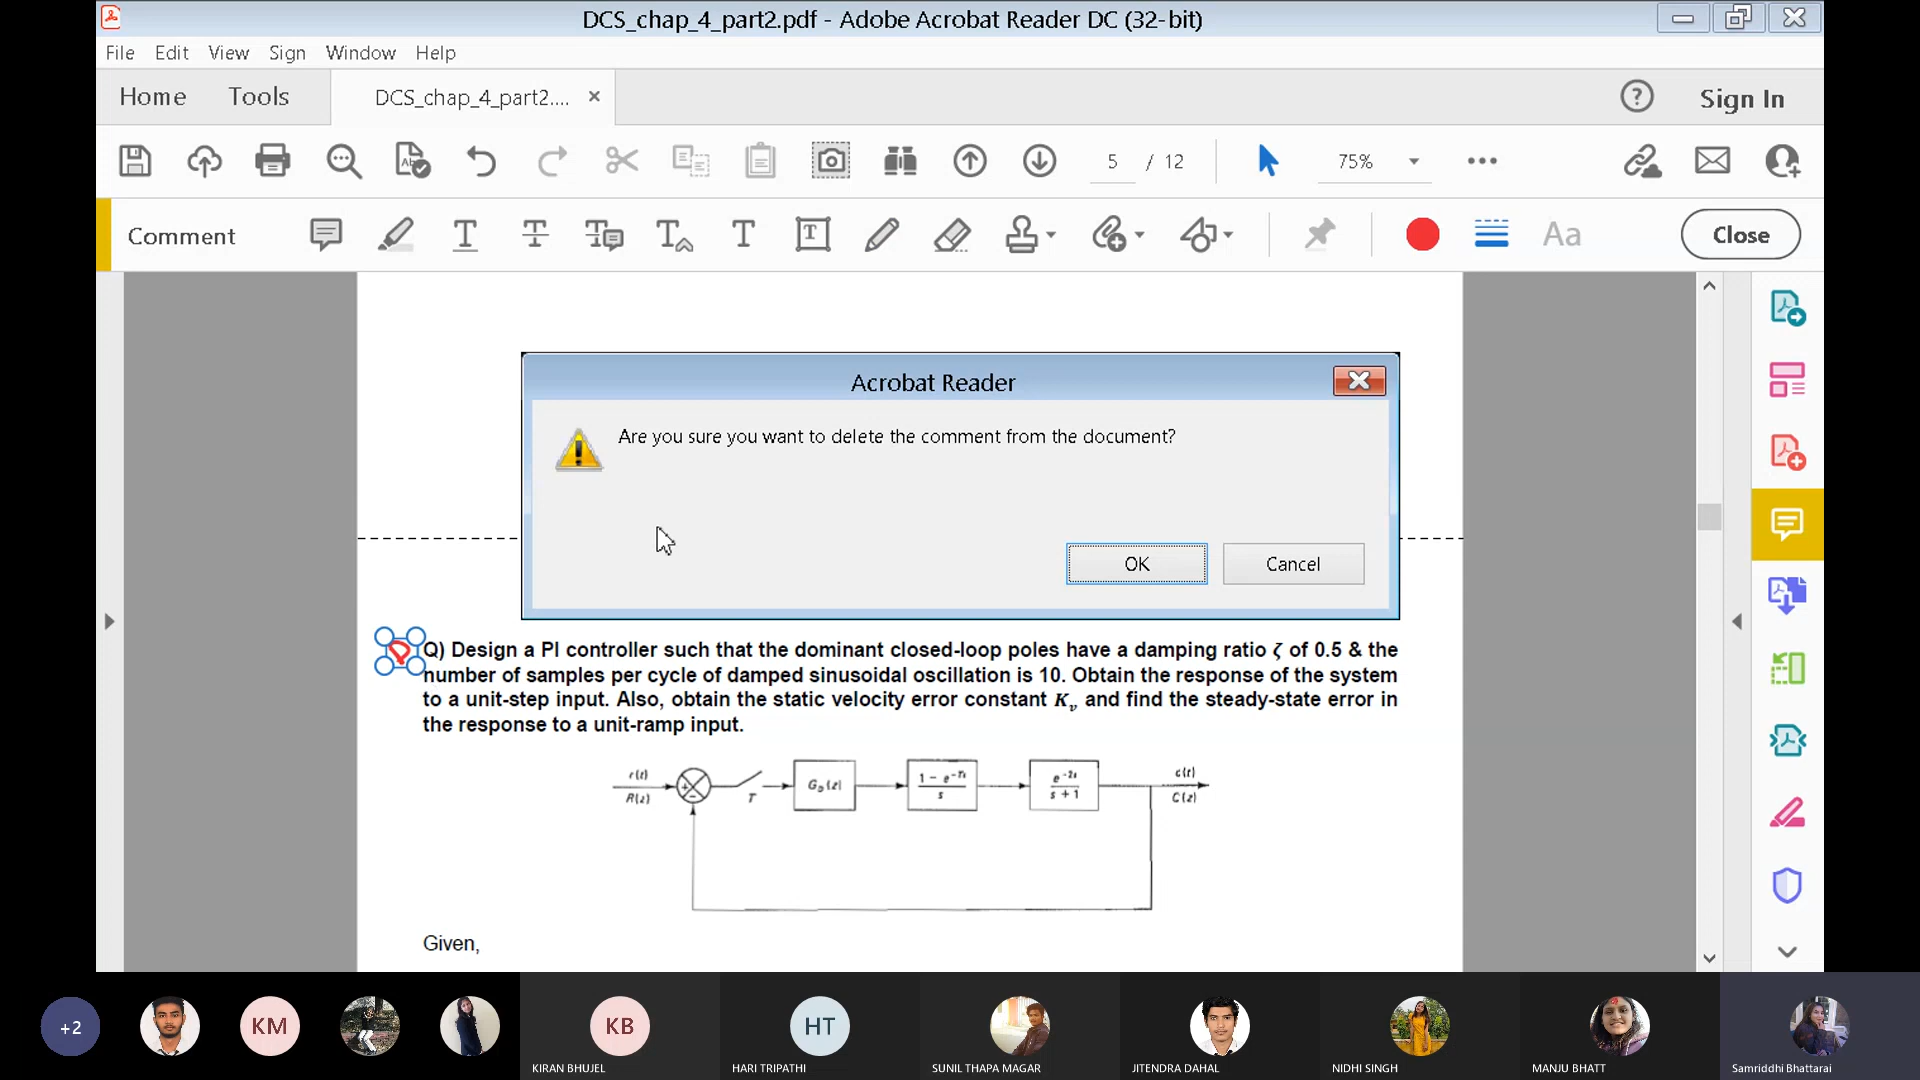 DCS_chap_4_part2.pdf - Adobe Acrobat Reader DC (32-bit)
File Edit View Sign Window Help
Home Tools DCS_chap_4_part2.... × ? Sign In
5 / 12 75%
Comment T T T T T T Aa Close
Acrobat Reader
Are you sure you want to delete the comment from the document?
OK Cancel
Q) Design a PI controller such that the dominant closed-loop poles have a damping ratio ζ of 0.5 & the
number of samples per cycle of damped sinusoidal oscillation is 10. Obtain the response of the system
to a unit-step input. Also, obtain the static velocity error constant Kᵥ and find the steady-state error in
the response to a unit-ramp input.
r(t) R(z) + − T G_D(z) 1 − e^-Ts / s e^-2s / s + 1 c(t) C(z)
Given,
+2 KM KB HT
KIRAN BHUJEL HARI TRIPATHI SUNIL THAPA MAGAR JITENDRA DAHAL NIDHI SINGH MANJU BHATT Samriddhi Bhattarai